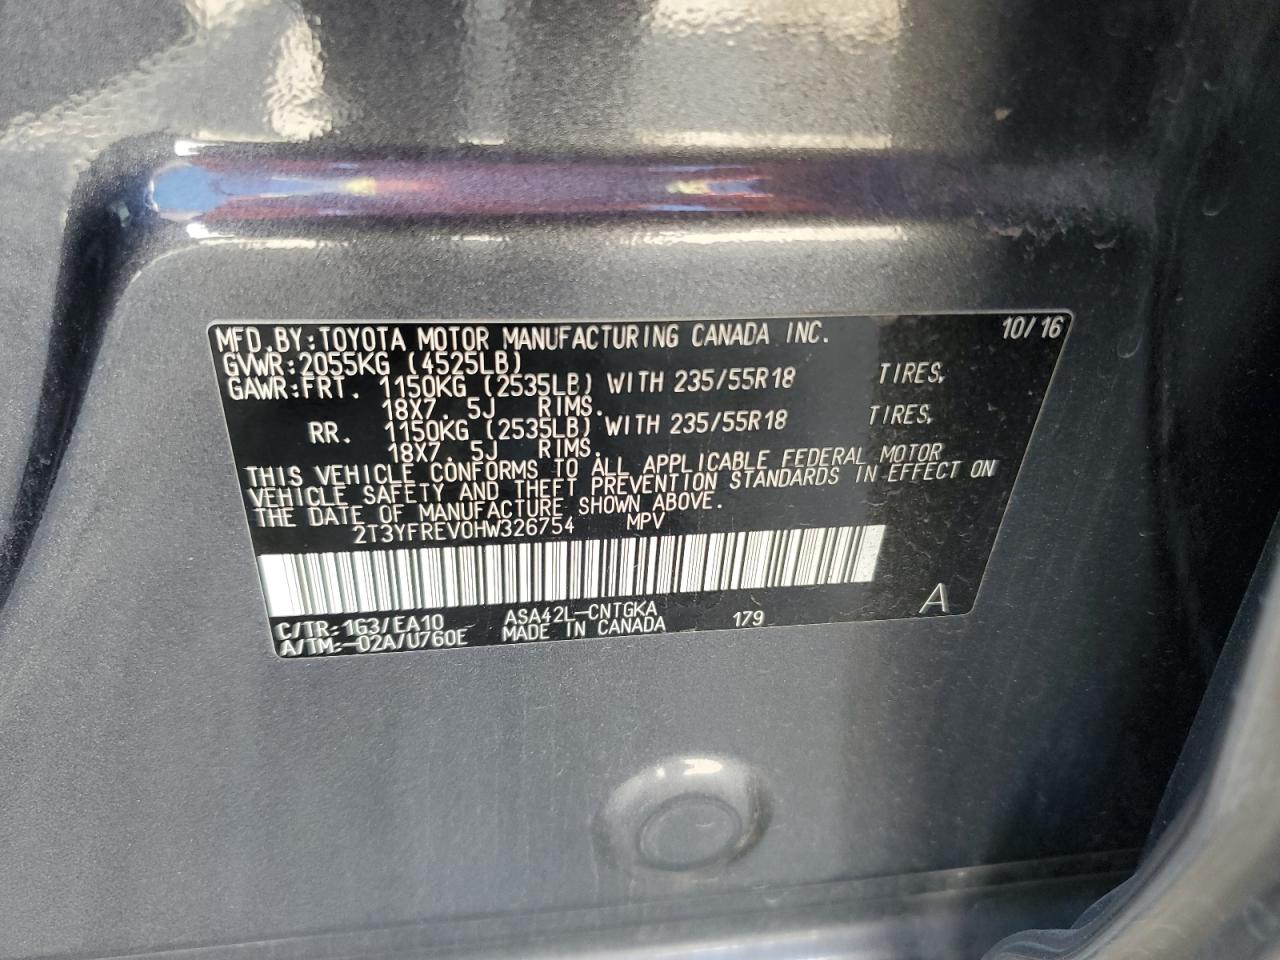 MFD.BY:TOYOTA MOTOR MANUFACTURING CANADA INC. 10/16
GVWR:2055KG (4525LB)
GAWR:FRT. 1150KG (2535LB) WITH 235/55R18 TIRES,
18X7. 5J RIMS.
RR. 1150KG (2535LB) WITH 235/55R18 TIRES,
18X7. 5J RIMS.
THIS VEHICLE CONFORMS TO ALL APPLICABLE FEDERAL MOTOR
VEHICLE SAFETY AND THEFT PREVENTION STANDARDS IN EFFECT ON
THE DATE OF MANUFACTURE SHOWN ABOVE.
2T3YFREV0HW326754 MPV
C/TR:1G3/EA10 ASA42L-CNTGKA 179 A
A/TM:-02A/U760E MADE IN CANADA